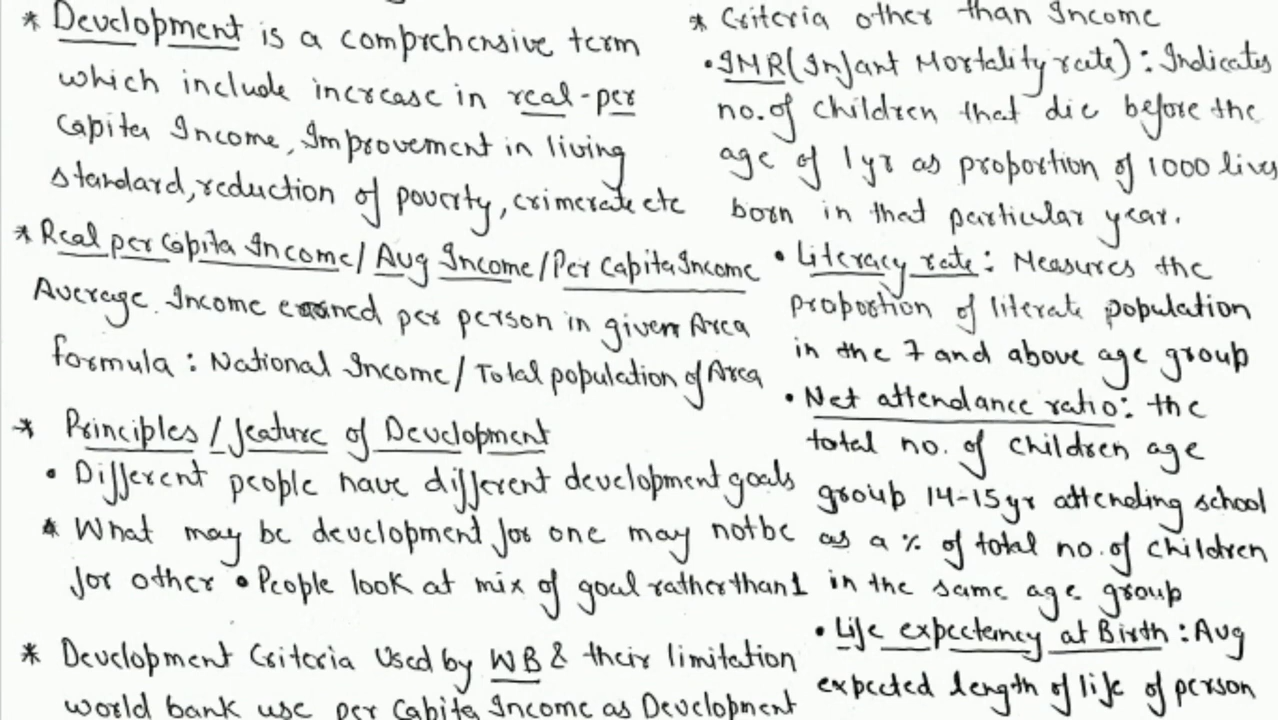 * Development is a comprehensive term
which include increase in real-per
capita Income, Improvement in living
standard, reduction of poverty, crimerate etc
* Real per Capita Income/ Avg Income/Per Capita Income
Average Income earned per person in given Area
formula : National Income/ Total population of Area
* Principles / feature of Development
• Different people have different development goals
* What may be development for one may not be
for other • People look at mix of goal rather than 1
* Development Criteria Used by WB & their limitation
world bank use per Capita Income as Development
* Criteria other than Income
• IMR (Infant Mortality rate) : Indicates
no. of children that die before the
age of 1 yr as proportion of 1000 lives
born in that particular year.
• Literacy rate : Measures the
proportion of literate population
in the 7 and above age group
• Net attendance ratio: the
total no. of children age
group 14-15 yr attending school
as a % of total no. of children
in the same age group
• Life expectency at Birth : Avg
expected length of life of person